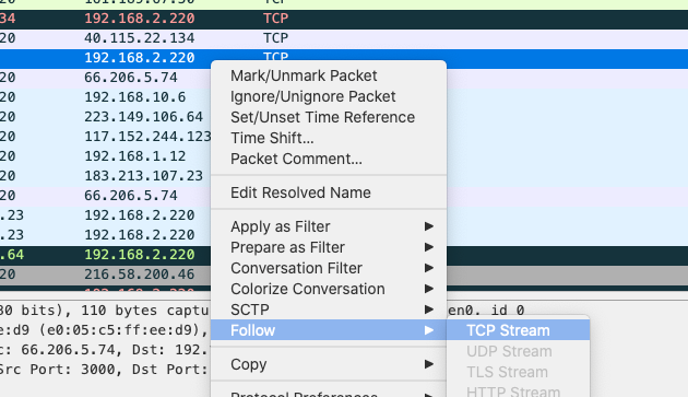 34 192.168.2.220 TCP
20 40.115.22.134 TCP
192.168.2.220 TCP
20 66.206.5.74
20 192.168.10.6
20 223.149.106.64
20 117.152.244.123
20 192.168.1.12
20 183.213.107.23
20 66.206.5.74
.23 192.168.2.220
.23 192.168.2.220
.64 192.168.2.220
20 216.58.200.46
Mark/Unmark Packet
Ignore/Unignore Packet
Set/Unset Time Reference
Time Shift...
Packet Comment...
Edit Resolved Name
Apply as Filter
Prepare as Filter
Conversation Filter
Colorize Conversation
SCTP
Follow
Copy
Protocol Preferences
TCP Stream
UDP Stream
TLS Stream
HTTP Stream
80 bits), 110 bytes captu en0, id 0
e:d9 (e0:05:c5:ff:ee:d9),
c: 66.206.5.74, Dst: 192.
Src Port: 3000, Dst Port: